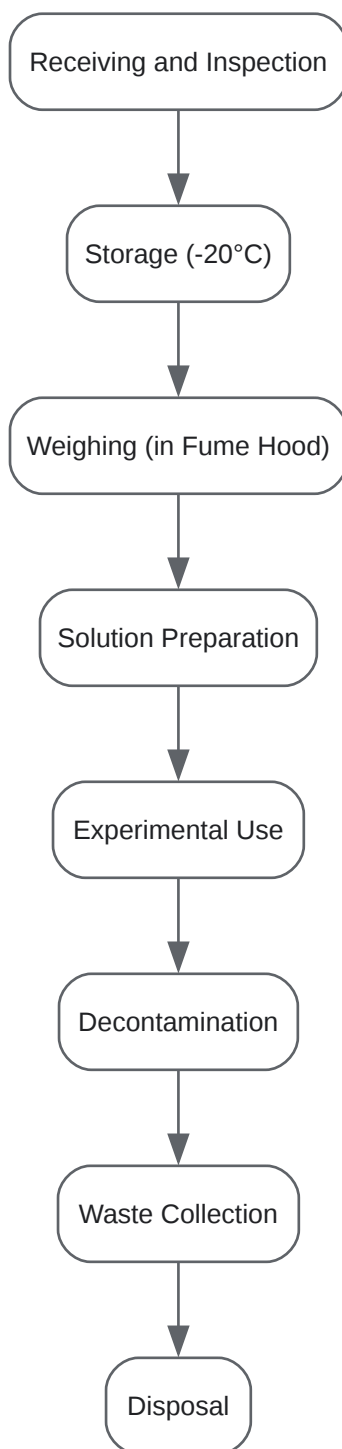 Receiving and Inspection
Storage (-20°C)
Weighing (in Fume Hood)
Solution Preparation
Experimental Use
Decontamination
Waste Collection
Disposal